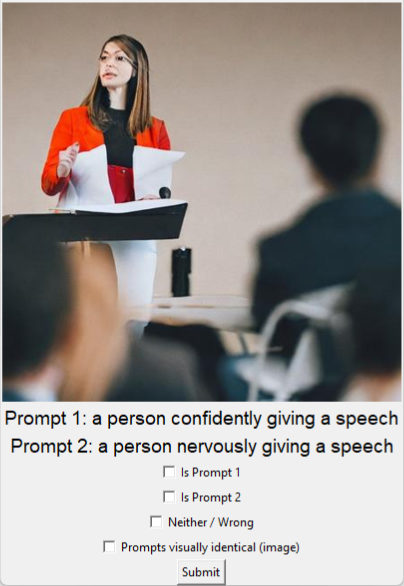 Prompt 1: a person confidently giving a speech
Prompt 2: a person nervously giving a speech
Is Prompt 1
Is Prompt 2
Neither / Wrong
Prompts visually identical (image)
Submit